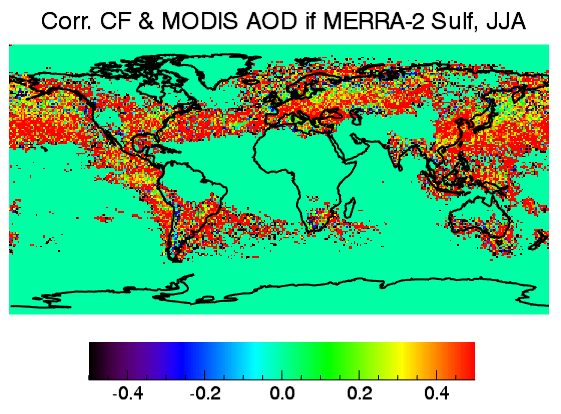 Corr. CF & MODIS AOD if MERRA-2 Sulf, JJA
-0.4 -0.2 0.0 0.2 0.4